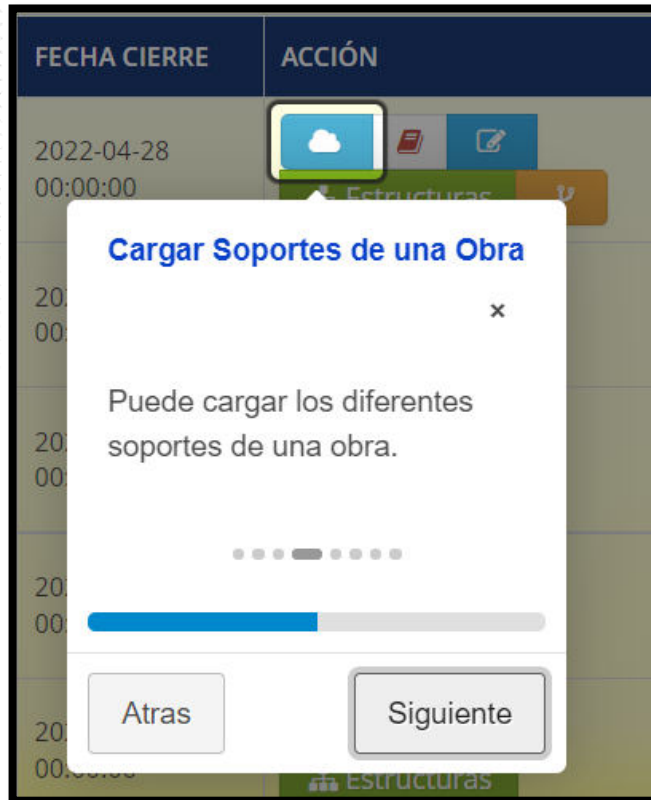 FECHA CIERRE
ACCIÓN
2022-04-28
00:00:00
Estructuras
Cargar Soportes de una Obra
×
Puede cargar los diferentes
soportes de una obra.
Atras
Siguiente
Estructuras